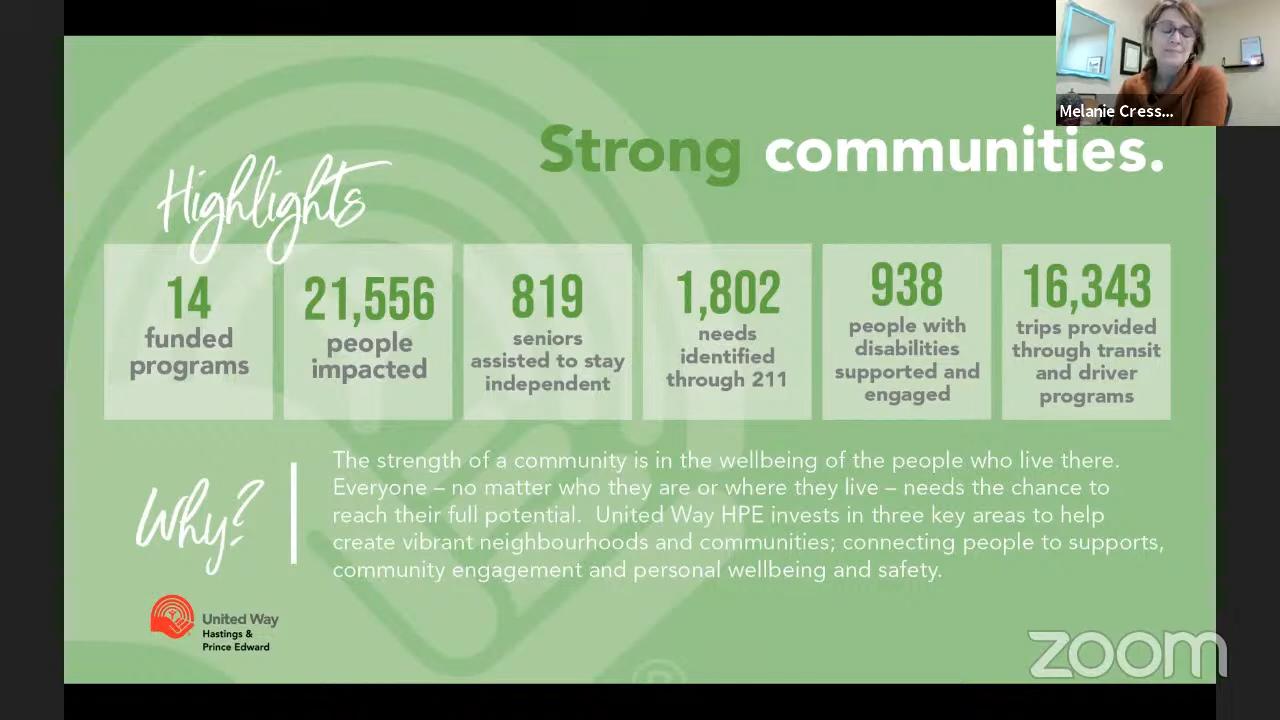 Melanie Cress...
Strong communities.
Highlights
14
funded
programs
21,556
people
impacted
819
seniors
assisted to stay
independent
1,802
needs
identified
through 211
938
people with
disabilities
supported and
engaged
16,343
trips provided
through transit
and driver
programs
Why?
The strength of a community is in the wellbeing of the people who live there.
Everyone – no matter who they are or where they live – needs the chance to
reach their full potential.  United Way HPE invests in three key areas to help
create vibrant neighbourhoods and communities; connecting people to supports,
community engagement and personal wellbeing and safety.
United Way
Hastings &
Prince Edward
zoom